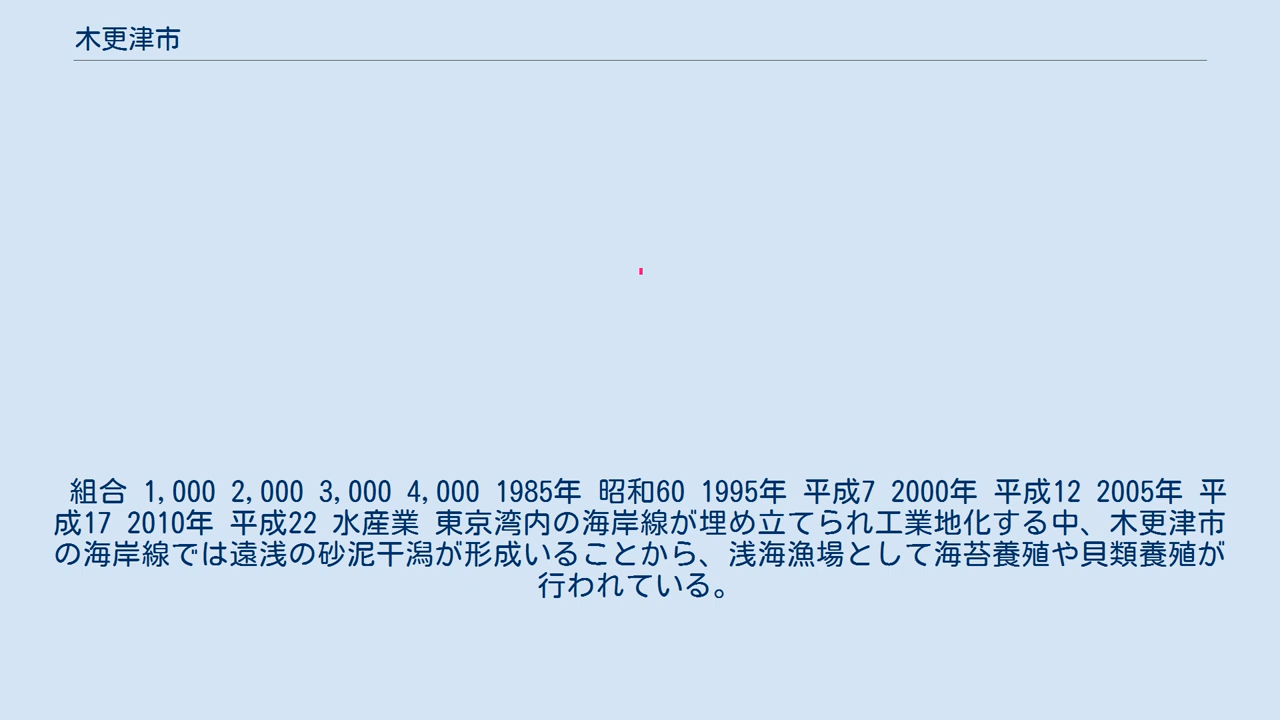 木更津市
組合 1,000 2,000 3,000 4,000 1985年 昭和60 1995年 平成7 2000年 平成12 2005年 平
成17 2010年 平成22 水産業 東京湾内の海岸線が埋め立てられ工業地化する中、木更津市
の海岸線では遠浅の砂泥干潟が形成いることから、浅海漁場として海苔養殖や貝類養殖が
行われている。